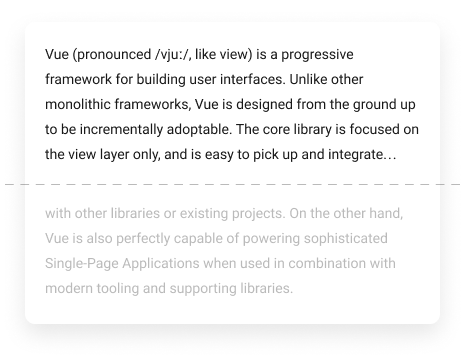 Vue (pronounced /vjuː/, like view) is a progressive
framework for building user interfaces. Unlike other
monolithic frameworks, Vue is designed from the ground up
to be incrementally adoptable. The core library is focused on
the view layer only, and is easy to pick up and integrate…
with other libraries or existing projects. On the other hand,
Vue is also perfectly capable of powering sophisticated
Single-Page Applications when used in combination with
modern tooling and supporting libraries.